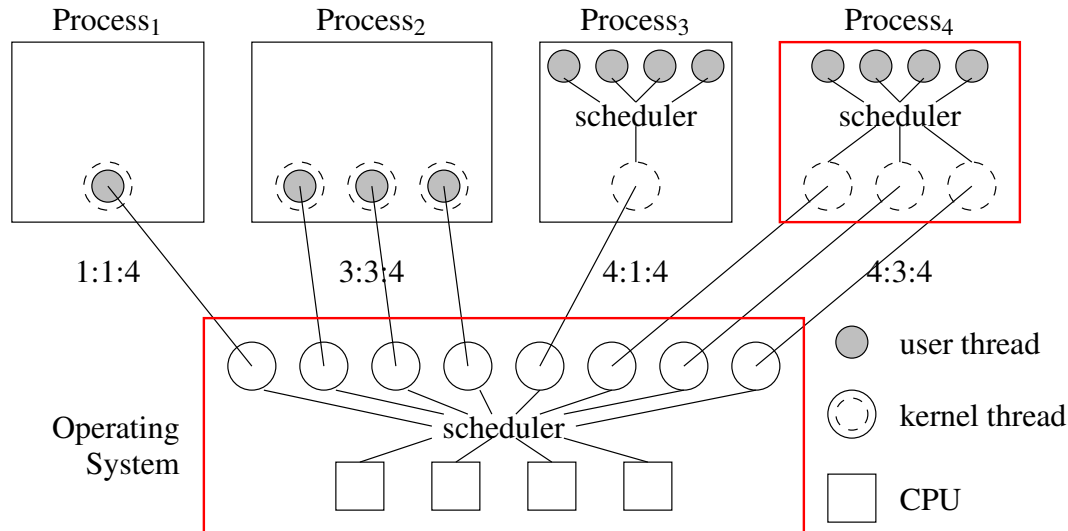 Process₁
Process₂
Process₃
Process₄
scheduler
scheduler
1:1:4
3:3:4
4:1:4
4:3:4
user thread
kernel thread
Operating
System
scheduler
CPU